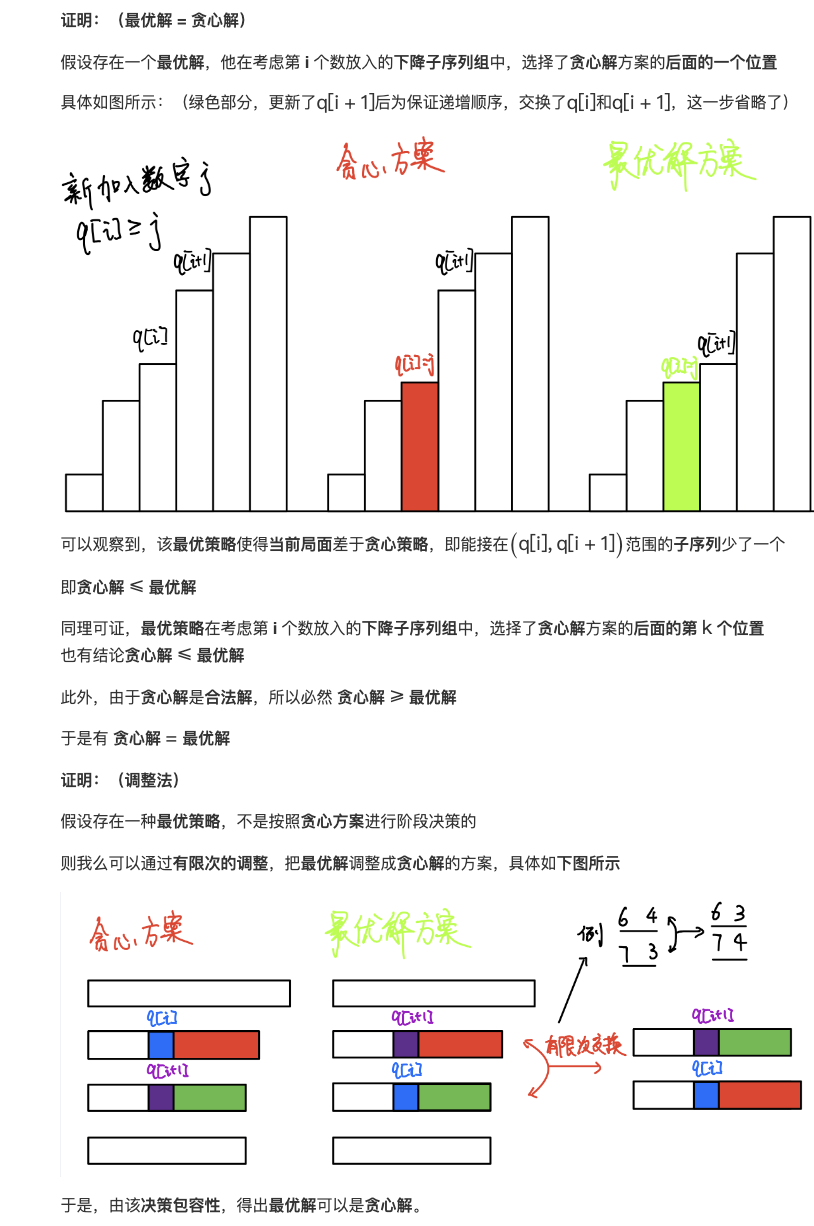 证明：（最优解 = 贪心解）
假设存在一个最优解，他在考虑第 i 个数放入的下降子序列组中，选择了贪心解方案的后面的一个位置
具体如图所示：（绿色部分，更新了q[i + 1]后为保证递增顺序，交换了q[i]和q[i + 1]，这一步省略了）
新加入数字 j
q[i] ≥ j
q[i]
q[i+1]
贪心方案
q[i]=j
q[i+1]
最优解方案
q[i]=j
q[i+1]
可以观察到，该最优策略使得当前局面差于贪心策略，即能接在(q[i], q[i + 1])范围的子序列少了一个
即贪心解 ≤ 最优解
同理可证，最优策略在考虑第 i 个数放入的下降子序列组中，选择了贪心解方案的后面的第 k 个位置
也有结论贪心解 ≤ 最优解
此外，由于贪心解是合法解，所以必然 贪心解 ≥ 最优解
于是有 贪心解 = 最优解
证明：（调整法）
假设存在一种最优策略，不是按照贪心方案进行阶段决策的
则我么可以通过有限次的调整，把最优解调整成贪心解的方案，具体如下图所示
贪心方案
q[i]
q[i+1]
最优解方案
q[i+1]
q[i]
有限次交换
例
6 4
7 3
6 3
7 4
q[i+1]
q[i]
于是，由该决策包容性，得出最优解可以是贪心解。